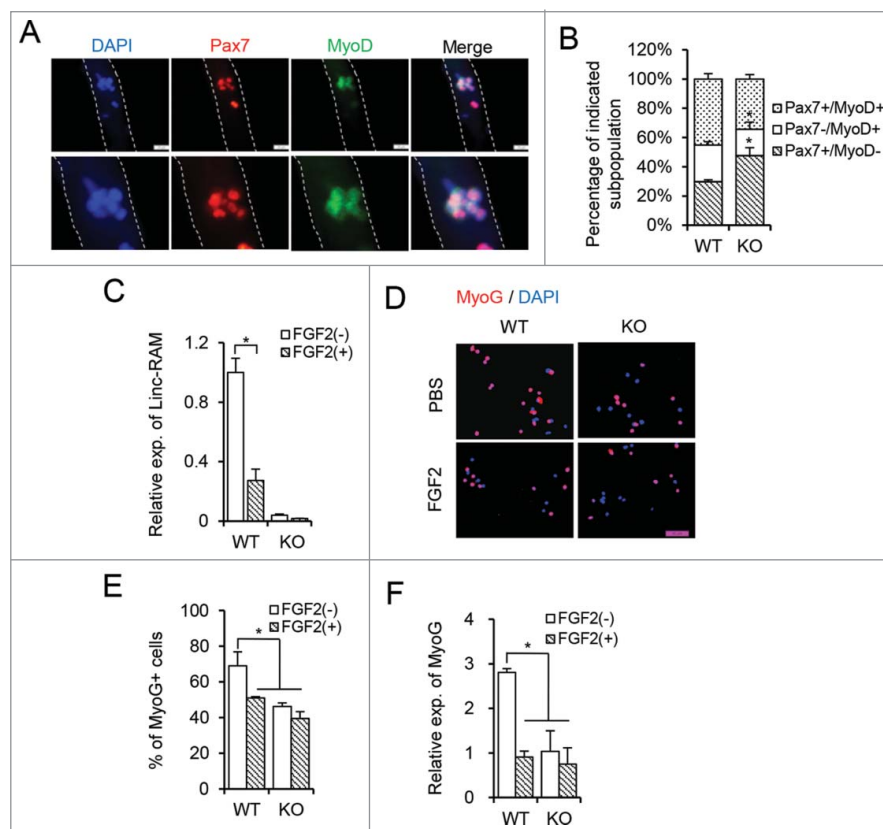 A
DAPI Pax7 MyoD Merge
B
Percentage of indicated
subpopulation
120%
100%
80%
60%
40%
20%
0%
*
*
WT KO
Pax7+/MyoD+
Pax7-/MyoD+
Pax7+/MyoD-
C
Relative exp. of Linc-RAM
1.2
0.8
0.4
0
*
FGF2(-)
FGF2(+)
WT KO
D
MyoG / DAPI
WT KO
PBS
FGF2
E
% of MyoG+ cells
100
80
60
40
20
0
*
FGF2(-)
FGF2(+)
WT KO
F
Relative exp. of MyoG
4
3
2
1
0
*
FGF2(-)
FGF2(+)
WT KO